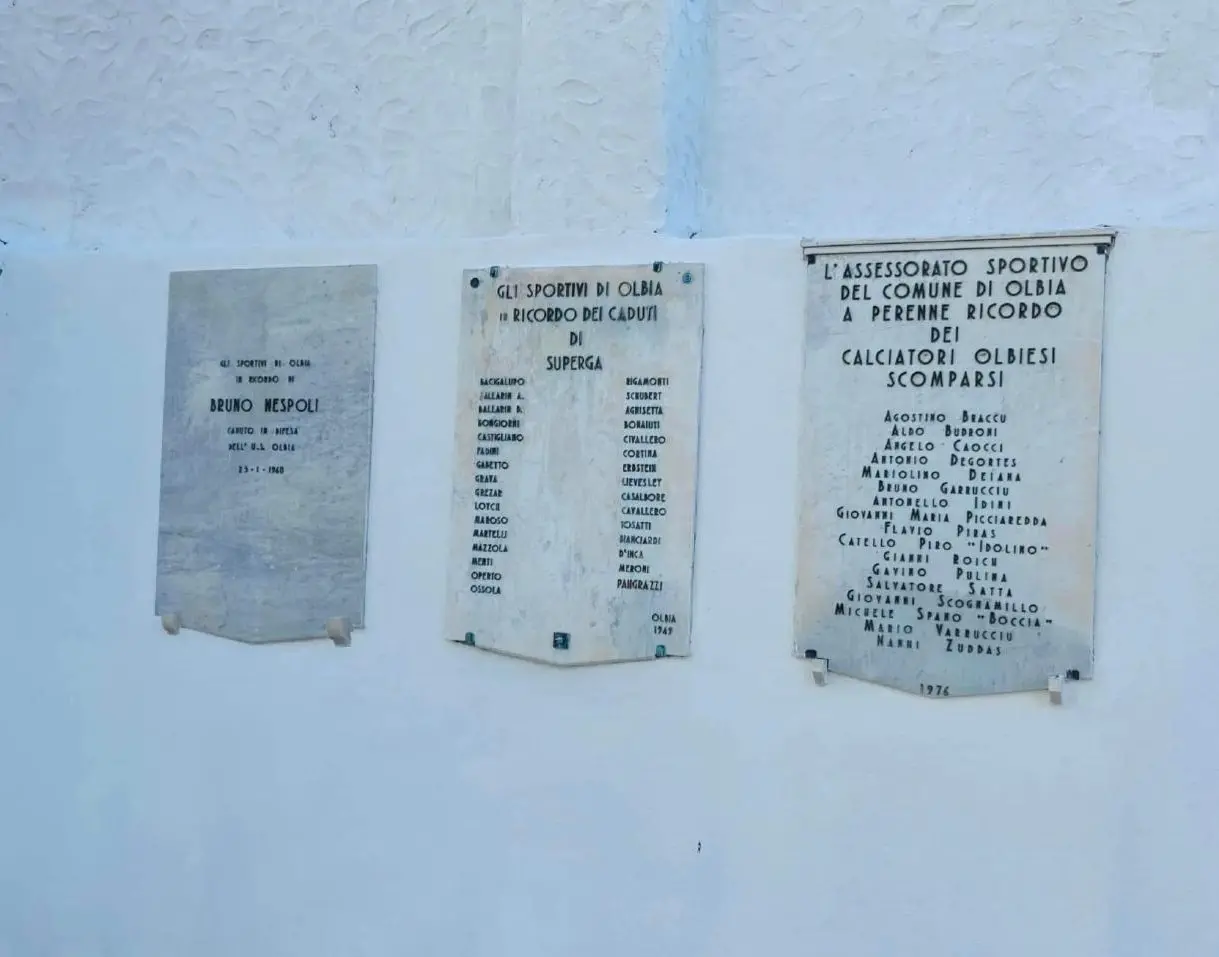 GLI SPORTIVI DI OLBIA
IN RICORDO DI
BRUNO NESPOLI
CADUTO IN DIFESA
DELL' U.S. OLBIA
23-1-1960
GLI SPORTIVI DI OLBIA
IN RICORDO DEI CADUTI
DI
SUPERGA
BACIGALUPO
BALLARIN A.
BALLARIN D.
BONGIORNI
CASTIGLIANO
FADINI
GABETTO
GRAVA
GREZAR
LOYCH
MAROSO
MARTELLI
MAZZOLA
MENTI
OPERTO
OSSOLA
RIGAMONTI
SCHUBERT
AGNISETTA
BONAIUTI
CIVALLERO
CORTINA
ERBSTEIN
LIEVESLEY
CASALBORE
CAVALLERO
TOSATTI
BIANCIARDI
D'INCA
MERONI
PANGRAZZI
OLBIA
1949
L'ASSESSORATO SPORTIVO
DEL COMUNE DI OLBIA
A PERENNE RICORDO
DEI
CALCIATORI OLBIESI
SCOMPARSI
AGOSTINO BRACCU
ALDO BUDRONI
ANGELO CAOCCI
ANTONIO DEGORTES
MARIOLINO DEIANA
BRUNO GARRUCCIU
ANTONELLO IDINI
GIOVANNI MARIA PICCIAREDDA
FLAVIO PIRAS
CATELLO PIRO "IDOLINO"
GIANNI ROICH
GAVINO PULINA
SALVATORE SATTA
GIOVANNI SCOGNAMILLO
MICHELE SPANO "BOCCIA"
MARIO VARRUCCIU
NANNI ZUDDAS
1976